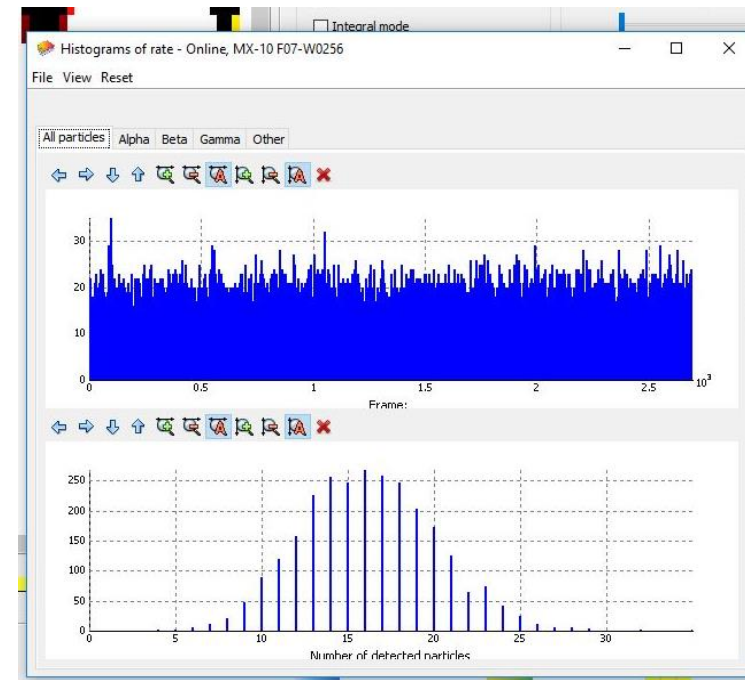 Integral mode
Histograms of rate - Online, MX-10 F07-W0256
File View Reset
All particles Alpha Beta Gamma Other
30
20
10
0
0 0.5 1 1.5 2 2.5 10³
Frame:
250
200
150
100
50
0
0 5 10 15 20 25 30
Number of detected particles